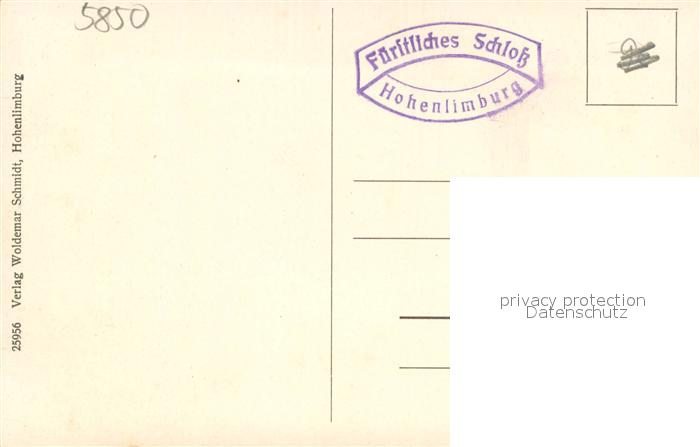 5850
Fürstliches Schloß
Hohenlimburg
25956 Verlag Woldemar Schmidt, Hohenlimburg
privacy protection
Datenschutz